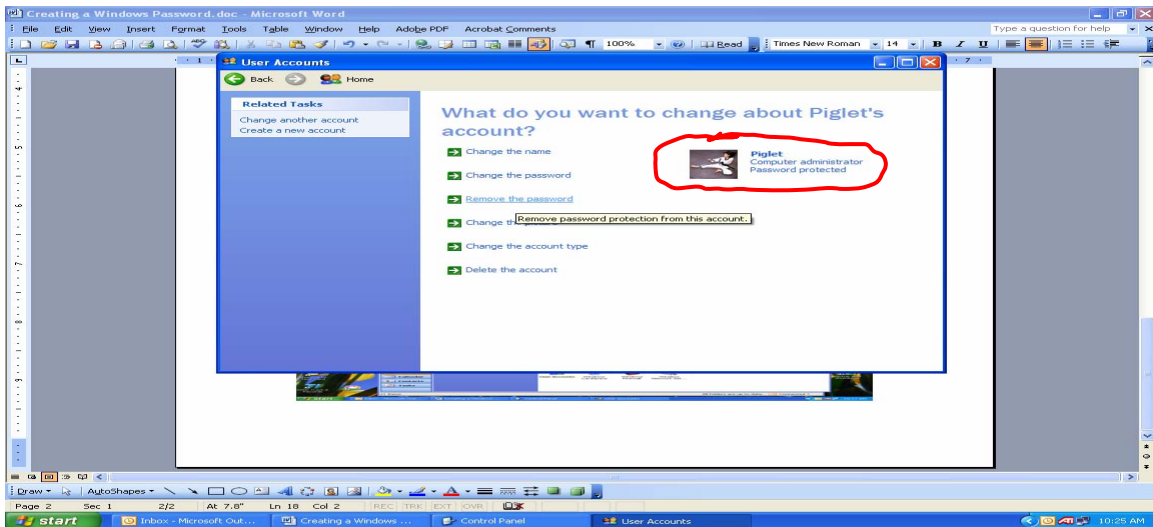 Creating a Windows Password.doc - Microsoft Word
File Edit View Insert Format Tools Table Window Help Adobe PDF Acrobat Comments
Type a question for help
100% Read Times New Roman 14 B I U
User Accounts
Back Home
Related Tasks
Change another account
Create a new account
What do you want to change about Piglet's
account?
Change the name
Change the password
Remove the password
Remove password protection from this account.
Change the
Change the account type
Delete the account
Piglet
Computer administrator
Password protected
Draw AutoShapes
Page 2 Sec 1 2/2 At 7.8" Ln 18 Col 2 REC TRK EXT OVR
start Inbox - Microsoft Out... Creating a Windows ... Control Panel User Accounts 10:25 AM